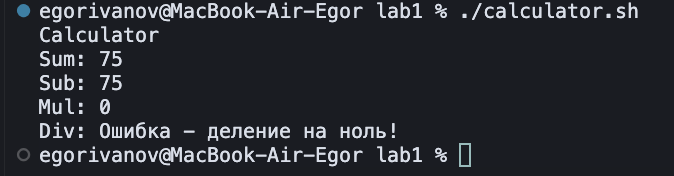 egorivanov@MacBook-Air-Egor lab1 % ./calculator.sh
Calculator
Sum: 75
Sub: 75
Mul: 0
Div: Ошибка - деление на ноль!
egorivanov@MacBook-Air-Egor lab1 %